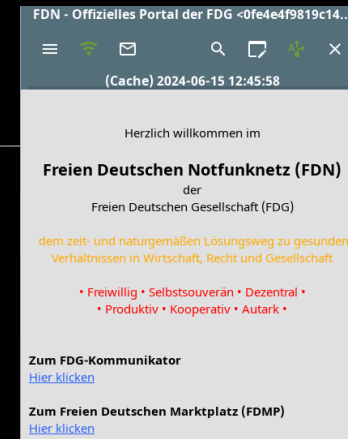 FDN - Offizielles Portal der FDG <0fe4e4f9819c14...
(Cache) 2024-06-15 12:45:58
Herzlich willkommen im
Freien Deutschen Notfunknetz (FDN)
der
Freien Deutschen Gesellschaft (FDG)
dem zeit- und naturgemäßen Lösungsweg zu gesunden
Verhältnissen in Wirtschaft, Recht und Gesellschaft
• Freiwillig • Selbstsouverän • Dezentral •
• Produktiv • Kooperativ • Autark •
Zum FDG-Kommunikator
Hier klicken
Zum Freien Deutschen Marktplatz (FDMP)
Hier klicken